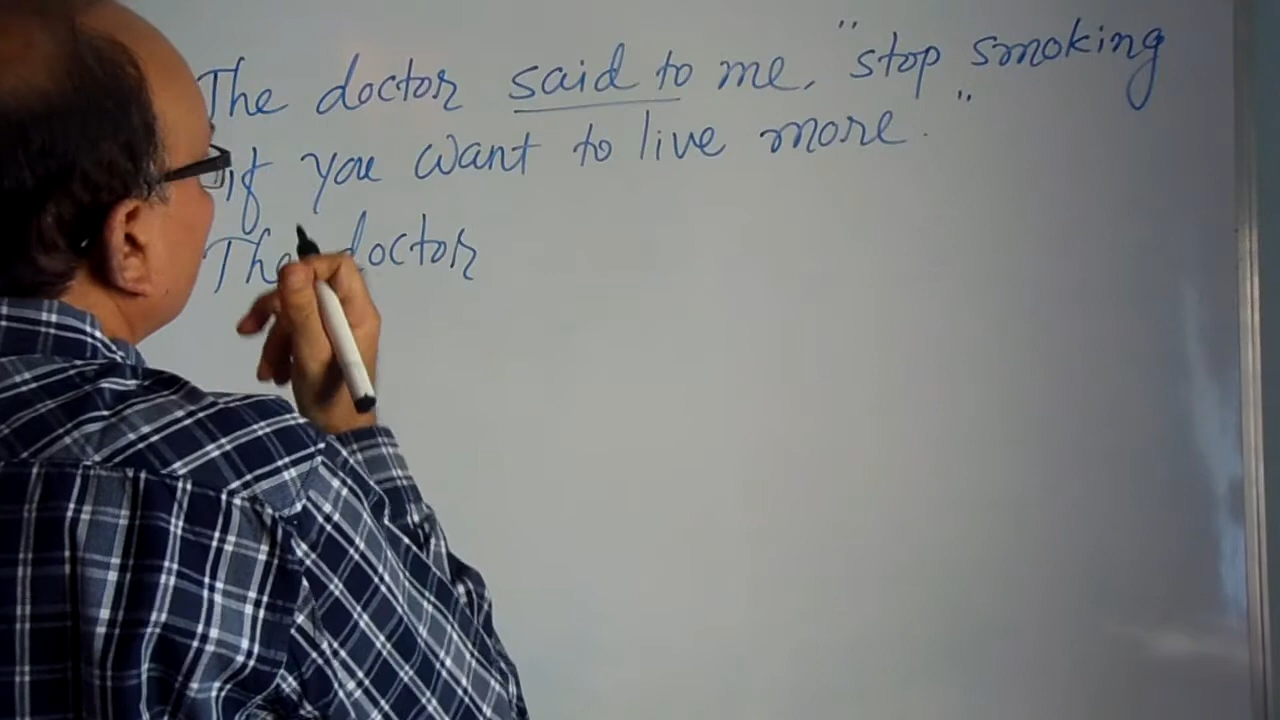 The doctor said to me, "stop smoking
if you want to live more."
The doctor